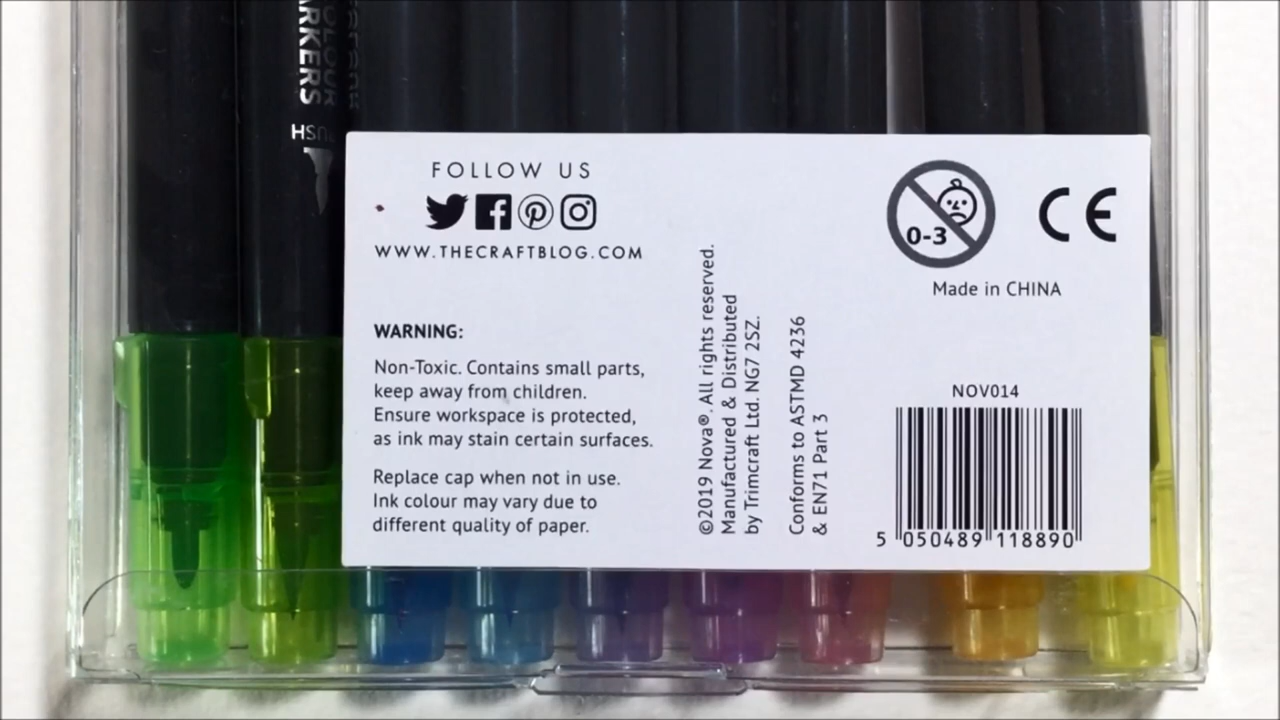 COLOUR
MARKERS
FOLLOW US
WWW.THECRAFTBLOG.COM
WARNING:
Non-Toxic. Contains small parts,
keep away from children.
Ensure workspace is protected,
as ink may stain certain surfaces.
Replace cap when not in use.
Ink colour may vary due to
different quality of paper.
©2019 Nova®. All rights reserved.
Manufactured & Distributed
by Trimcraft Ltd. NG7 2SZ.
Conforms to ASTMD 4236
& EN71 Part 3
0-3
CE
Made in CHINA
NOV014
5 050489 118890